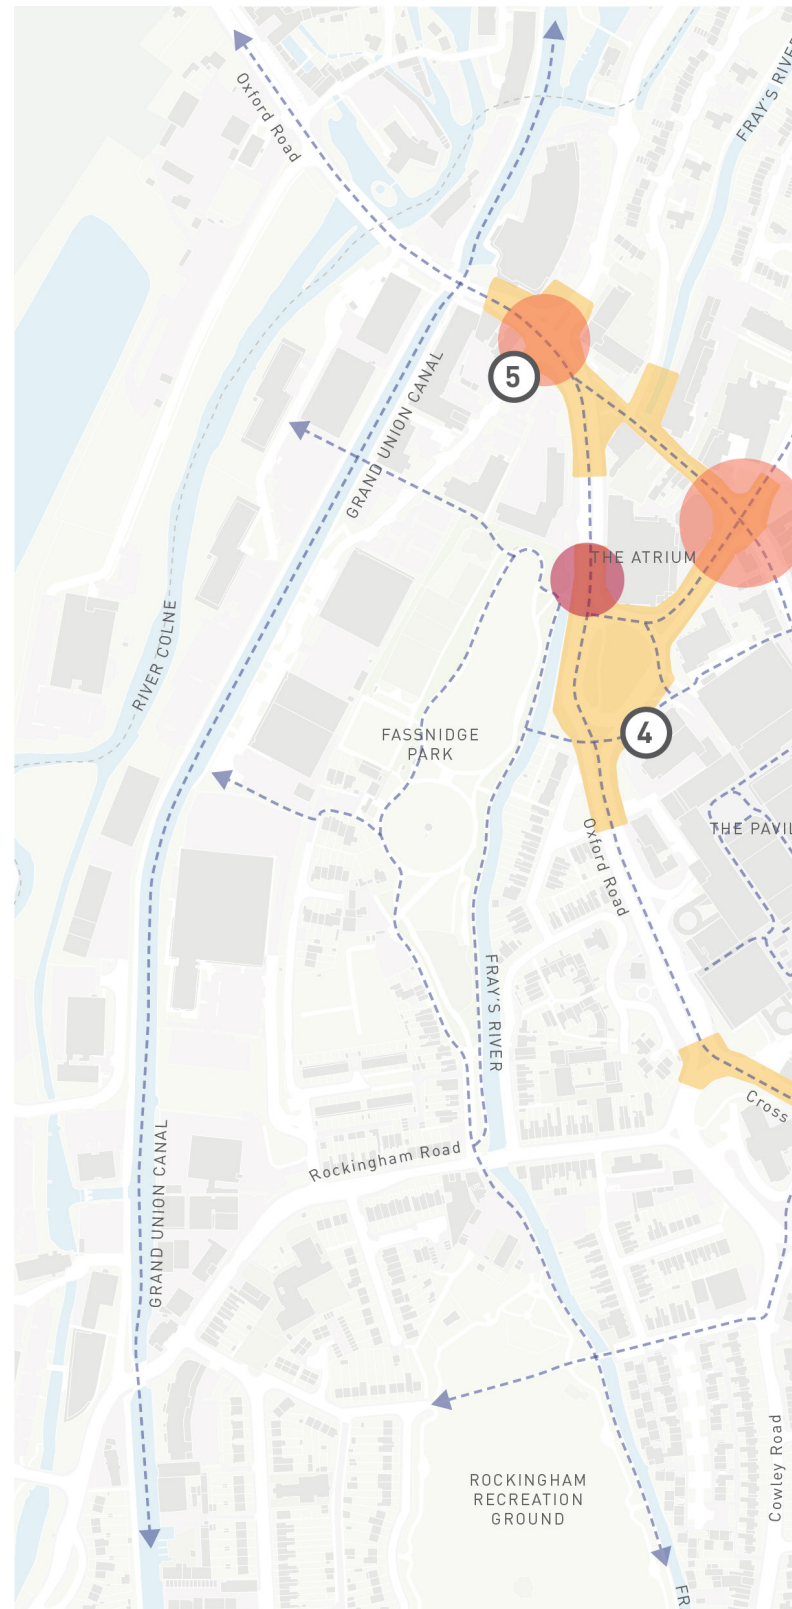 Oxford Road
FRAY'S RIVER
GRAND UNION CANAL
5
THE ATRIUM
RIVER COLNE
FASSNIDGE
PARK
4
THE PAVIL
Oxford Road
FRAY'S RIVER
Cross
Rockingham Road
GRAND UNION CANAL
ROCKINGHAM
RECREATION
GROUND
Cowley Road
FR